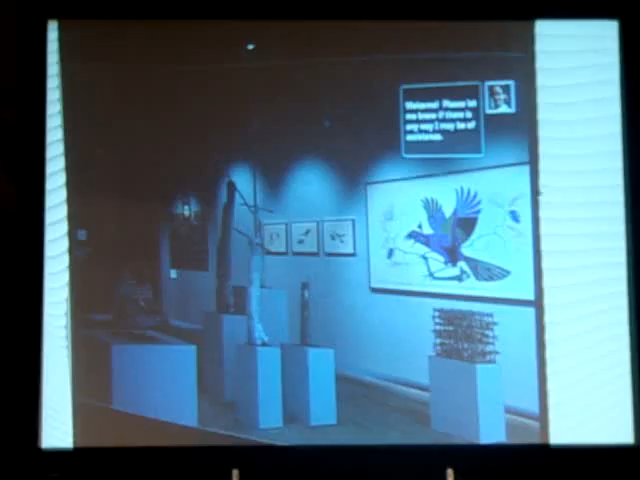 Welcome! Please let
me know if there is
any way I may be of
assistance.